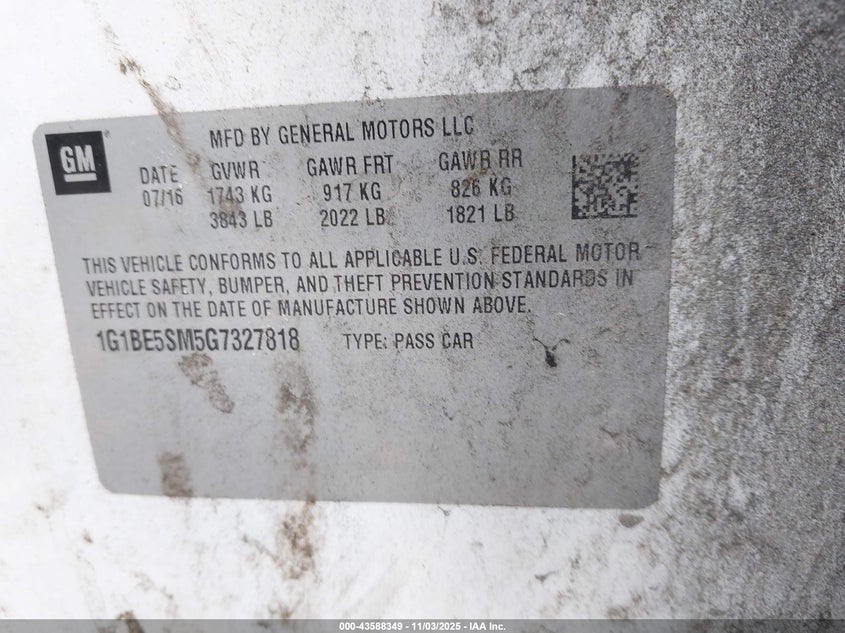 GM
MFD BY GENERAL MOTORS LLC
DATE GVWR GAWR FRT GAWR RR
07/16 1743 KG 917 KG 826 KG
3843 LB 2022 LB 1821 LB
THIS VEHICLE CONFORMS TO ALL APPLICABLE U.S. FEDERAL MOTOR
VEHICLE SAFETY, BUMPER, AND THEFT PREVENTION STANDARDS IN
EFFECT ON THE DATE OF MANUFACTURE SHOWN ABOVE.
1G1BE5SM5G7327818 TYPE: PASS CAR
000-43588349 - 11/03/2025 - IAA Inc.